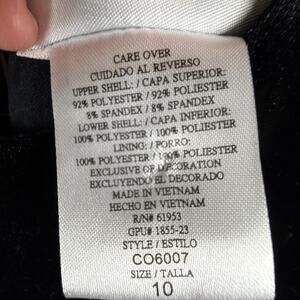 CARE OVER
CUIDADO AL REVERSO
UPPER SHELL: / CAPA SUPERIOR:
92% POLYESTER / 92% POLIESTER
8% SPANDEX / 8% SPANDEX
LOWER SHELL: / CAPA INFERIOR:
100% POLYESTER / 100% POLIESTER
LINING: / FORRO:
100% POLYESTER / 100% POLIESTER
EXCLUSIVE OF DECORATION
EXCLUYENDO EL DECORADO
MADE IN VIETNAM
HECHO EN VIETNAM
R/N# 61953
GPU# 1855-23
STYLE / ESTILO
CO6007
SIZE / TALLA
10